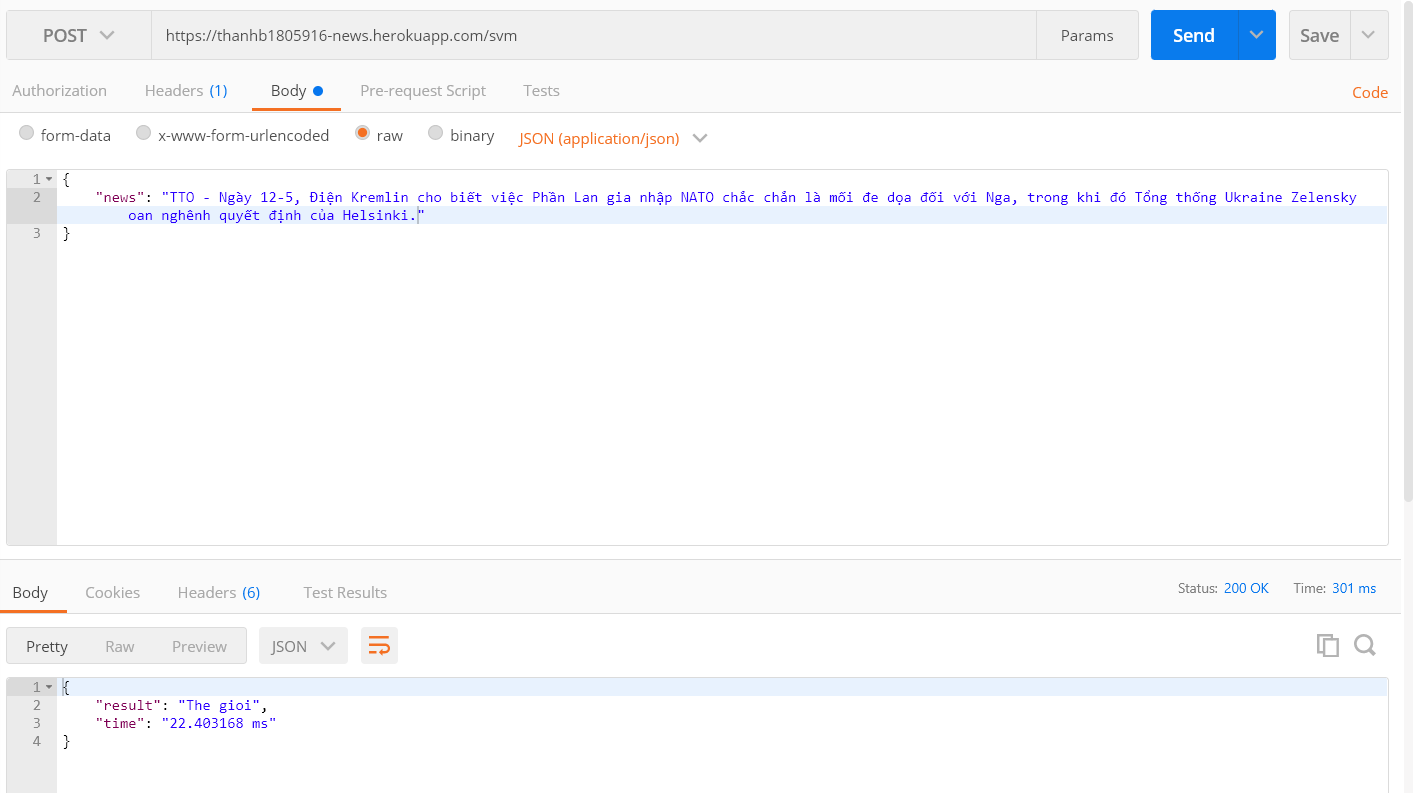 POST https://thanhb1805916-news.herokuapp.com/svm Params Send Save
Authorization Headers (1) Body Pre-request Script Tests Code
form-data x-www-form-urlencoded raw binary JSON (application/json)
1 {
2 "news": "TTO - Ngày 12-5, Điện Kremlin cho biết việc Phần Lan gia nhập NATO chắc chắn là mối đe dọa đối với Nga, trong khi đó Tổng thống Ukraine Zelensky
oan nghênh quyết định của Helsinki."
3 }
Body Cookies Headers (6) Test Results Status: 200 OK Time: 301 ms
Pretty Raw Preview JSON
1 {
2 "result": "The gioi",
3 "time": "22.403168 ms"
4 }